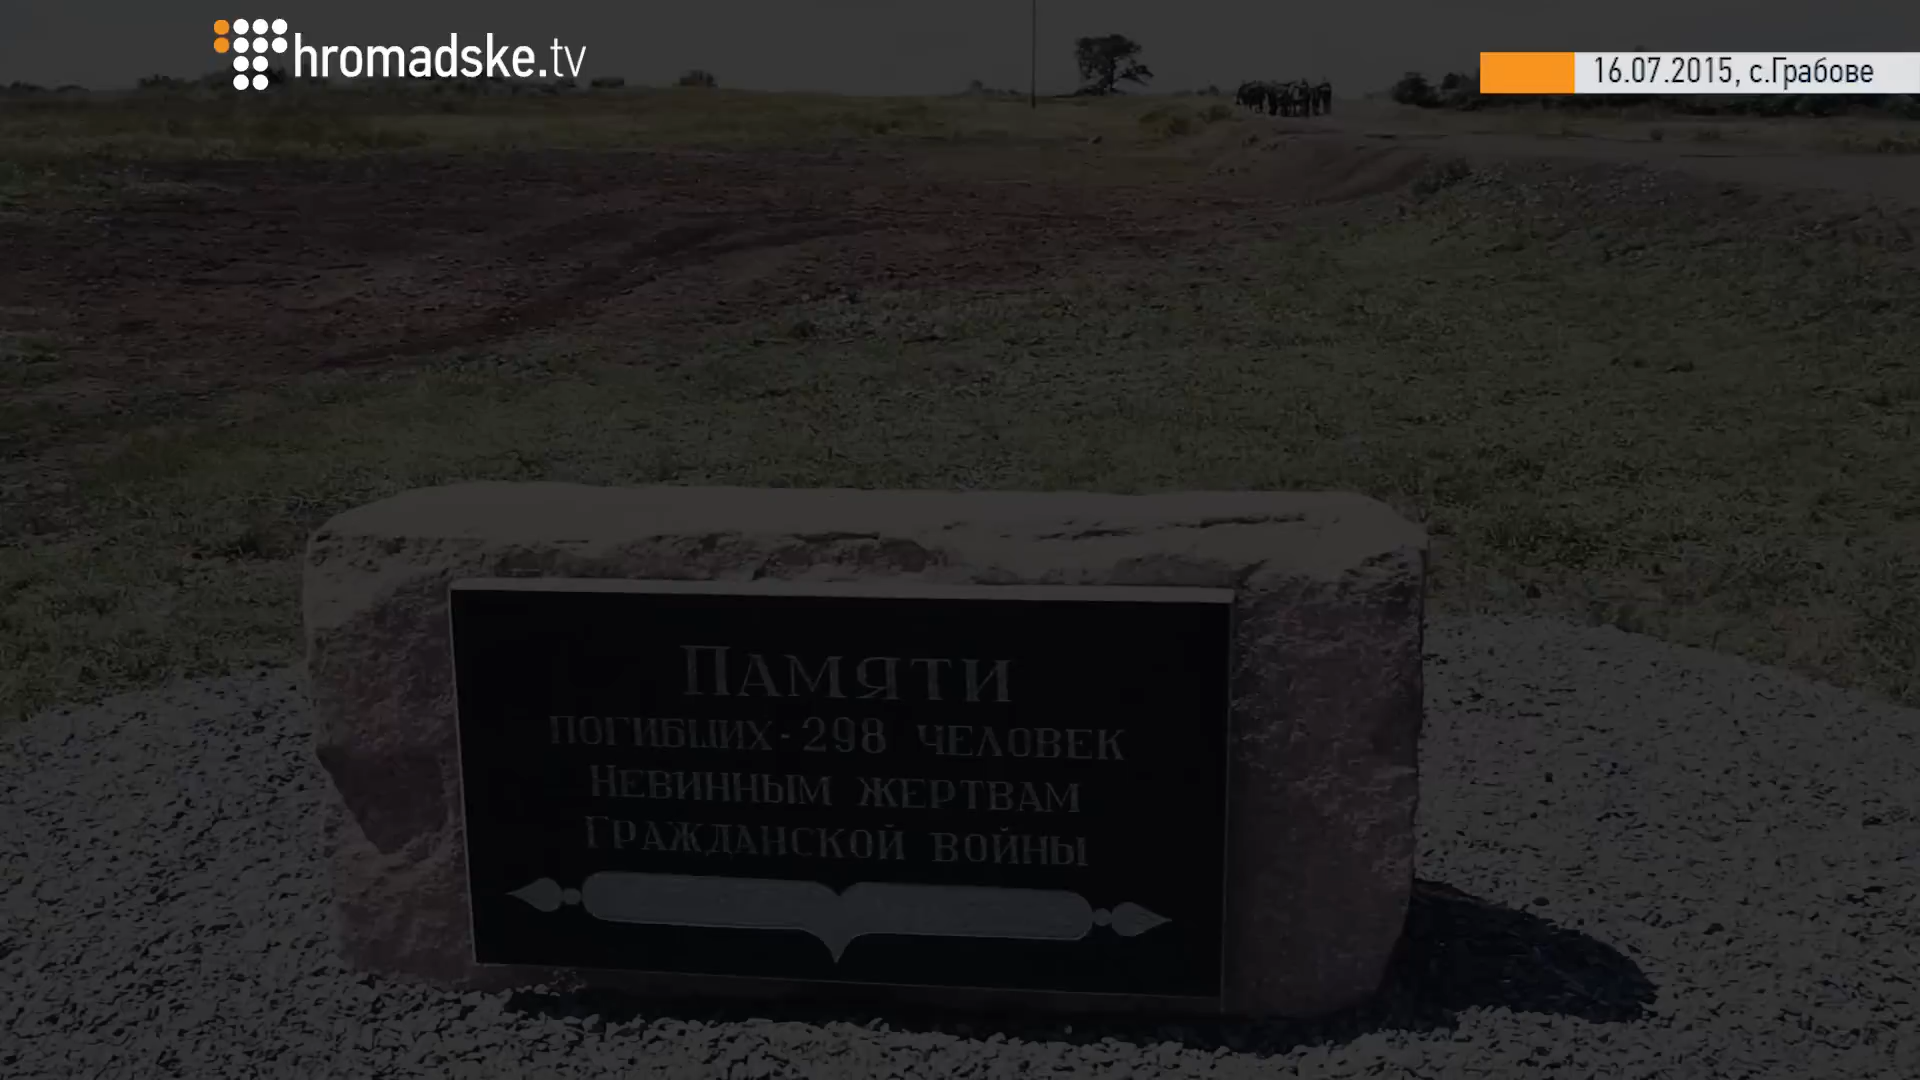 hromadske.tv
16.07.2015, с.Грабове
Памяти
погибших - 298 человек
Невинным жертвам
Гражданской войны